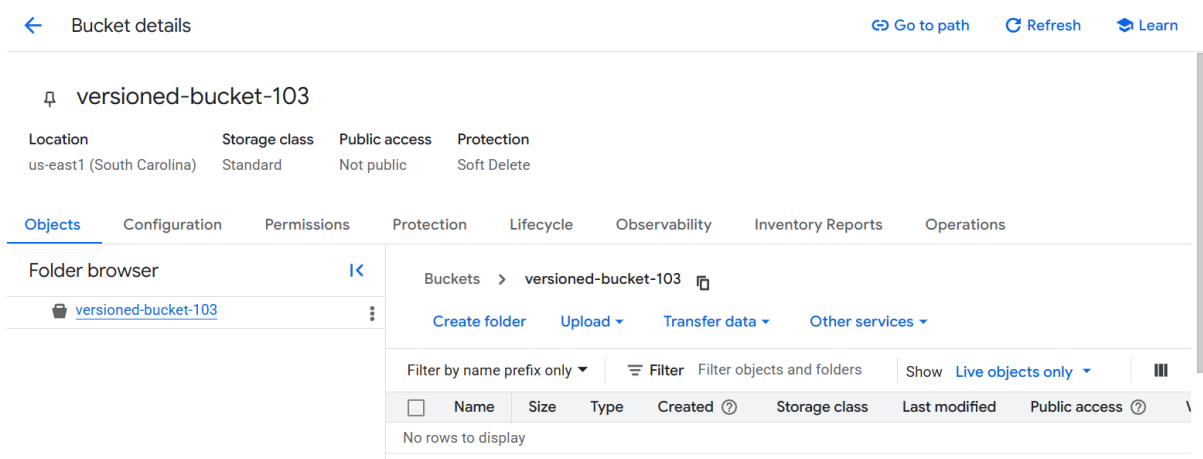 Bucket details
Go to path
Refresh
Learn
versioned-bucket-103
Location Storage class Public access Protection
us-east1 (South Carolina) Standard Not public Soft Delete
Objects Configuration Permissions Protection Lifecycle Observability Inventory Reports Operations
Folder browser
versioned-bucket-103
Buckets > versioned-bucket-103
Create folder Upload Transfer data Other services
Filter by name prefix only Filter Filter objects and folders Show Live objects only
Name Size Type Created Storage class Last modified Public access
No rows to display